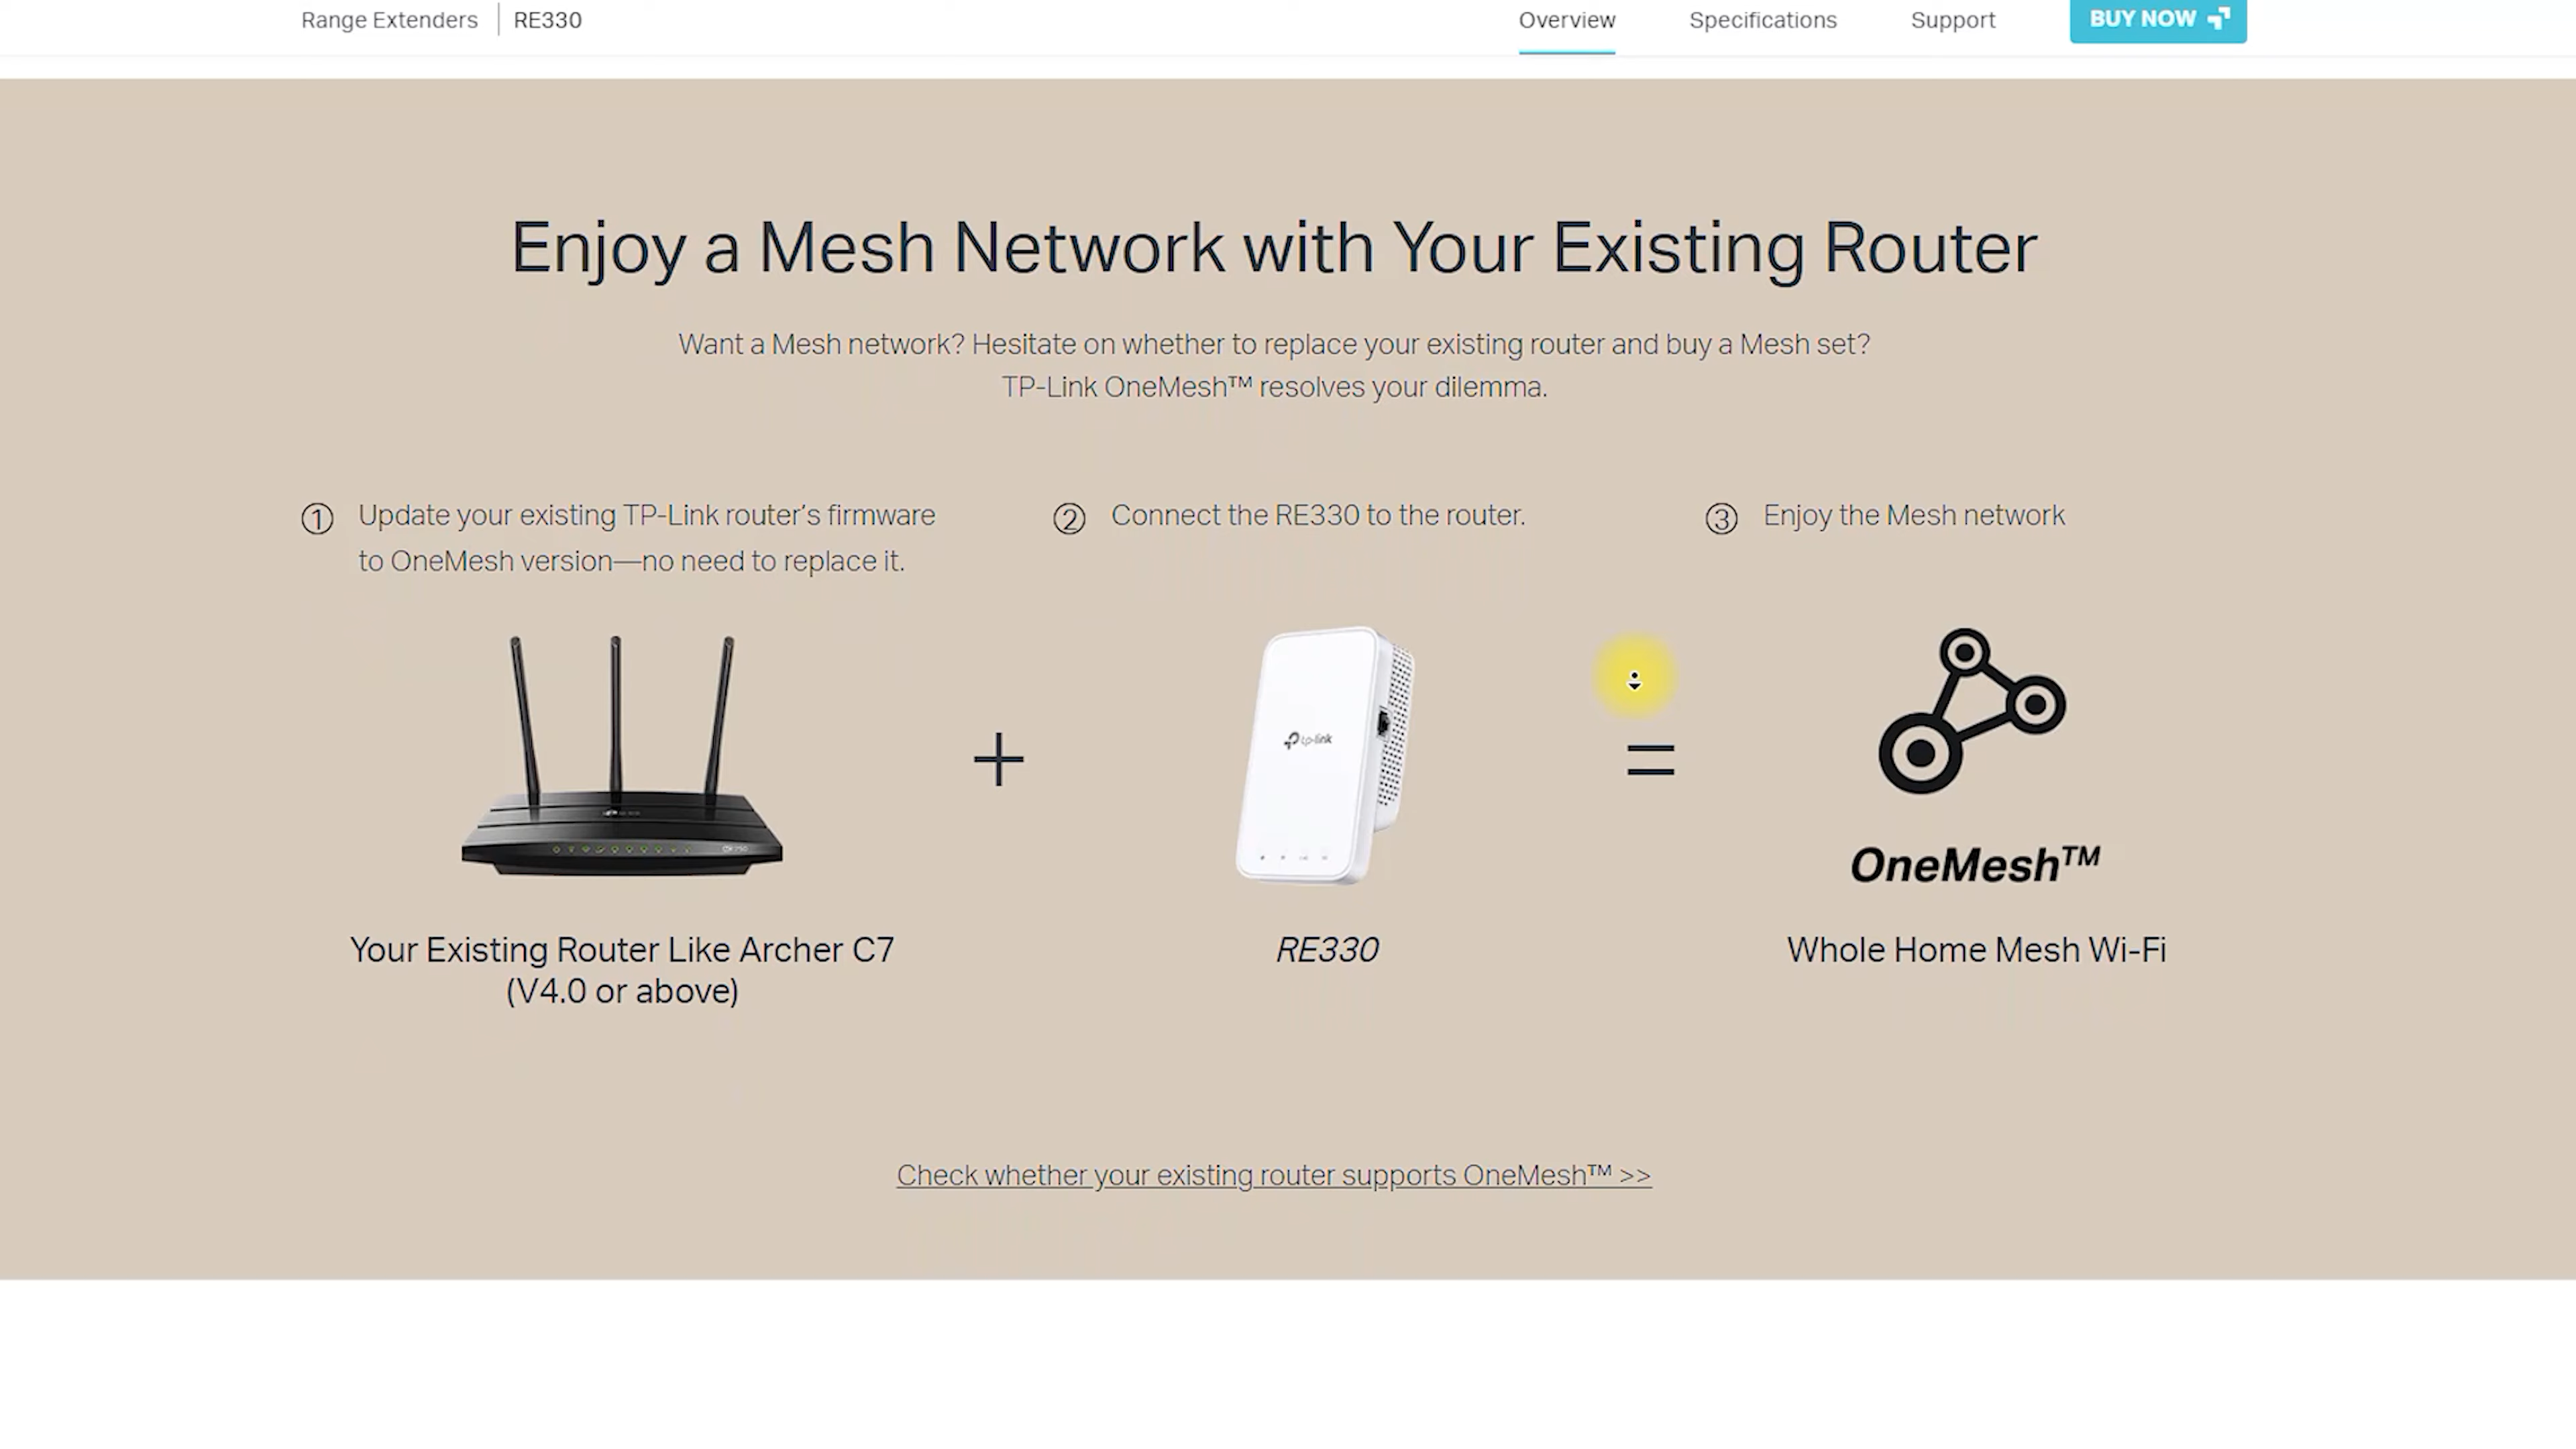 Range Extenders | RE330
Overview
Specifications
Support
BUY NOW
Enjoy a Mesh Network with Your Existing Router
Want a Mesh network? Hesitate on whether to replace your existing router and buy a Mesh set?
TP-Link OneMesh™ resolves your dilemma.
① Update your existing TP-Link router's firmware
to OneMesh version—no need to replace it.
② Connect the RE330 to the router.
③ Enjoy the Mesh network
+
tp-link
=
OneMesh™
Your Existing Router Like Archer C7
(V4.0 or above)
RE330
Whole Home Mesh Wi-Fi
Check whether your existing router supports OneMesh™ >>